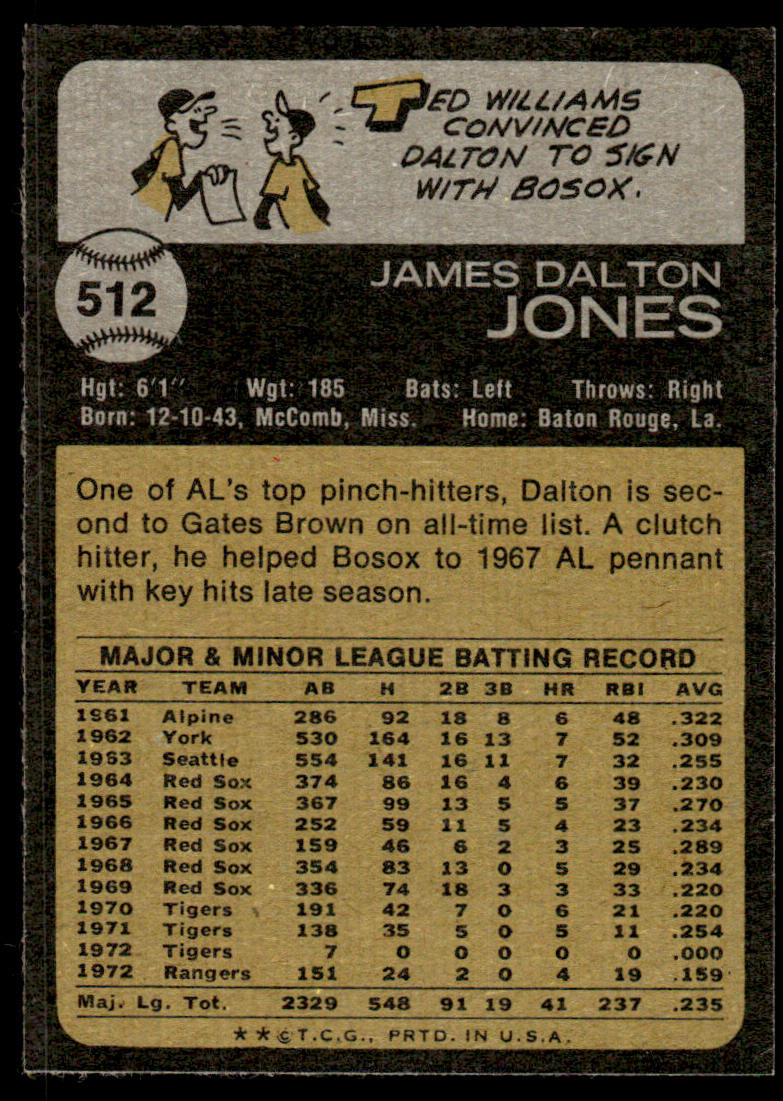 TED WILLIAMS
CONVINCED
DALTON TO SIGN
WITH BOSOX.
512
JAMES DALTON
JONES
Hgt: 6'1" Wgt: 185 Bats: Left Throws: Right
Born: 12-10-43, McComb, Miss. Home: Baton Rouge, La.
One of AL's top pinch-hitters, Dalton is sec-
ond to Gates Brown on all-time list. A clutch
hitter, he helped Bosox to 1967 AL pennant
with key hits late season.
MAJOR & MINOR LEAGUE BATTING RECORD
YEAR TEAM AB H 2B 3B HR RBI AVG
1961 Alpine 286 92 18 8 6 48 .322
1962 York 530 164 16 13 7 52 .309
1963 Seattle 554 141 16 11 7 32 .255
1964 Red Sox 374 86 16 4 6 39 .230
1965 Red Sox 367 99 13 5 5 37 .270
1966 Red Sox 252 59 11 5 4 23 .234
1967 Red Sox 159 46 6 2 3 25 .289
1968 Red Sox 354 83 13 0 5 29 .234
1969 Red Sox 336 74 18 3 3 33 .220
1970 Tigers 191 42 7 0 6 21 .220
1971 Tigers 138 35 5 0 5 11 .254
1972 Tigers 7 0 0 0 0 0 .000
1972 Rangers 151 24 2 0 4 19 .159
Maj. Lg. Tot. 2329 548 91 19 41 237 .235
**©T.C.G., PRTD. IN U.S.A.